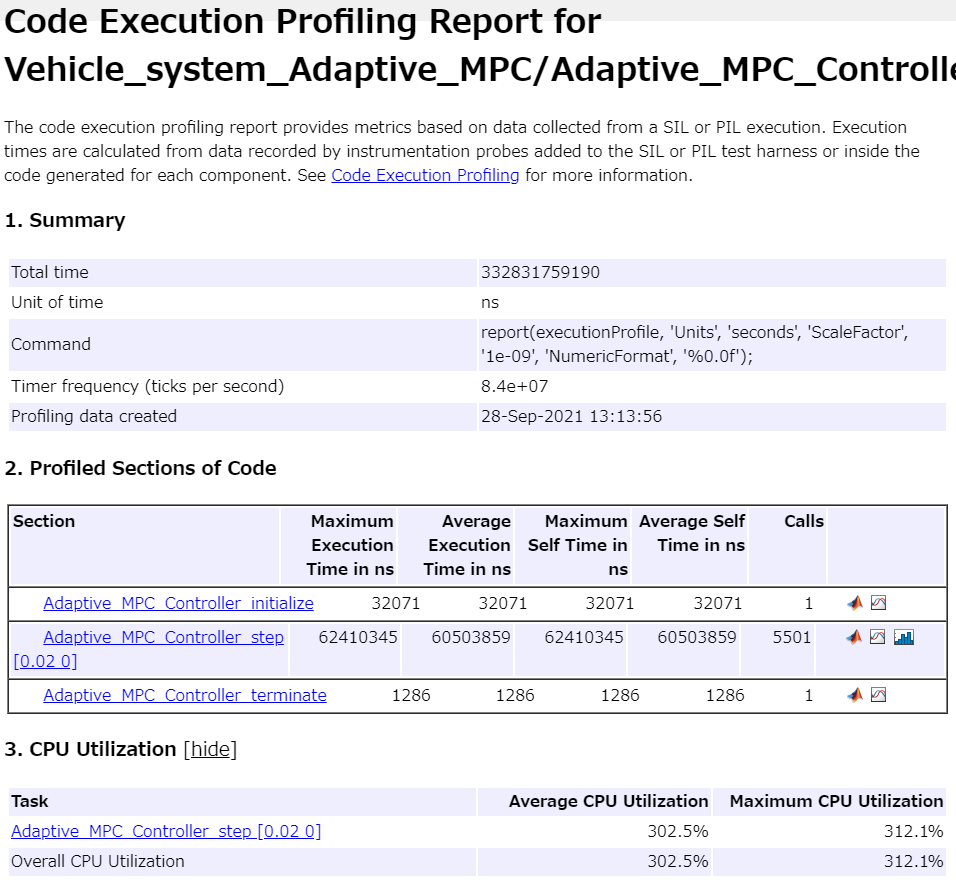 Code Execution Profiling Report for
Vehicle_system_Adaptive_MPC/Adaptive_MPC_Controlle
The code execution profiling report provides metrics based on data collected from a SIL or PIL execution. Execution
times are calculated from data recorded by instrumentation probes added to the SIL or PIL test harness or inside the
code generated for each component. See Code Execution Profiling for more information.
1. Summary
Total time 332831759190
Unit of time ns
Command report(executionProfile, 'Units', 'seconds', 'ScaleFactor',
'1e-09', 'NumericFormat', '%0.0f');
Timer frequency (ticks per second) 8.4e+07
Profiling data created 28-Sep-2021 13:13:56
2. Profiled Sections of Code
Section Maximum Average Maximum Average Self Calls
Execution Execution Self Time in Time in ns
Time in ns Time in ns ns
Adaptive_MPC_Controller_initialize 32071 32071 32071 32071 1
Adaptive_MPC_Controller_step 62410345 60503859 62410345 60503859 5501
[0.02 0]
Adaptive_MPC_Controller_terminate 1286 1286 1286 1286 1
3. CPU Utilization [hide]
Task Average CPU Utilization Maximum CPU Utilization
Adaptive_MPC_Controller_step [0.02 0] 302.5% 312.1%
Overall CPU Utilization 302.5% 312.1%